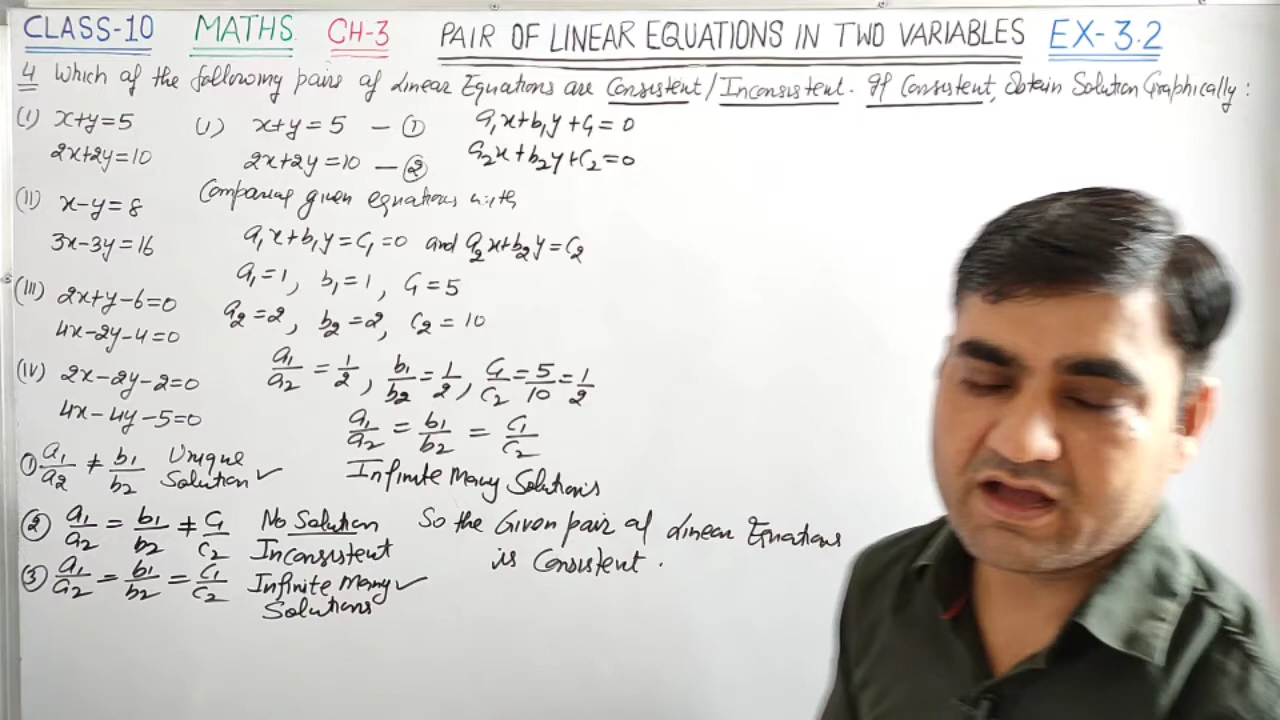 CLASS-10 MATHS CH-3 PAIR OF LINEAR EQUATIONS IN TWO VARIABLES EX-3.2
4 Which of the following pairs of Linear Equations are Consistent/Inconsistent. If Consistent, Obtain Solution Graphically:
(I) x+y=5
2x+2y=10
(II) x-y=8
3x-3y=16
(III) 2x+y-6=0
4x-2y-4=0
(IV) 2x-2y-2=0
4x-4y-5=0
① a₁/a₂ ≠ b₁/b₂ Unique Solution ✓
② a₁/a₂ = b₁/b₂ ≠ c₁/c₂ No Solution Inconsistent
③ a₁/a₂ = b₁/b₂ = c₁/c₂ Infinite Many Solutions ✓
(I) x+y=5 - ①
2x+2y=10 - ②
a₁x+b₁y+c₁=0
a₂x+b₂y+c₂=0
Comparing given equations with
a₁x+b₁y=c₁=0 and a₂x+b₂y=c₂
a₁=1, b₁=1, c₁=5
a₂=2, b₂=2, c₂=10
a₁/a₂ = 1/2, b₁/b₂ = 1/2, c₁/c₂ = 5/10 = 1/2
a₁/a₂ = b₁/b₂ = c₁/c₂
Infinite Many Solutions
So the Given pair of Linear Equations
is Consistent.